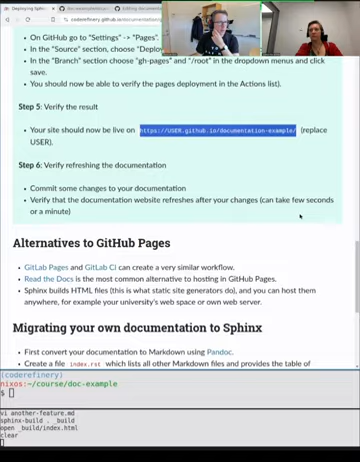 Deploying Sphin
Editing docum
coderefinery.github.io/documentation/g
On GitHub go to "Settings" -> "Pages".
In the "Source" section, choose "Deplo
In the "Branch" section choose "gh-pages" and "/root" in the dropdown menus and click
save.
You should now be able to verify the pages deployment in the Actions list).
Step 5: Verify the result
Your site should now be live on https://USER.github.io/documentation-example/ (replace
USER).
Step 6: Verify refreshing the documentation
Commit some changes to your documentation
Verify that the documentation website refreshes after your changes (can take few seconds
or a minute)
Alternatives to GitHub Pages
GitLab Pages and GitLab CI can create a very similar workflow.
Read the Docs is the most common alternative to hosting in GitHub Pages.
Sphinx builds HTML files (this is what static site generators do), and you can host them
anywhere, for example your university's web space or own web server.
Migrating your own documentation to Sphinx
First convert your documentation to Markdown using Pandoc.
Create a file index.rst which lists all other Markdown files and provides the table of
(coderefinery)
nixos:~/course/doc-example
$
vi another-feature.md
sphinx-build . _build
open _build/index.html
clear